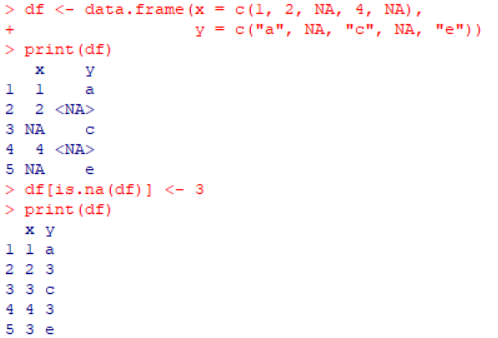 > df <- data.frame(x = c(1, 2, NA, 4, NA),
+                  y = c("a", NA, "c", NA, "e"))
> print(df)
   x    y
1  1    a
2  2 <NA>
3 NA    c
4  4 <NA>
5 NA    e
> df[is.na(df)] <- 3
> print(df)
  x y
1 1 a
2 2 3
3 3 c
4 4 3
5 3 e